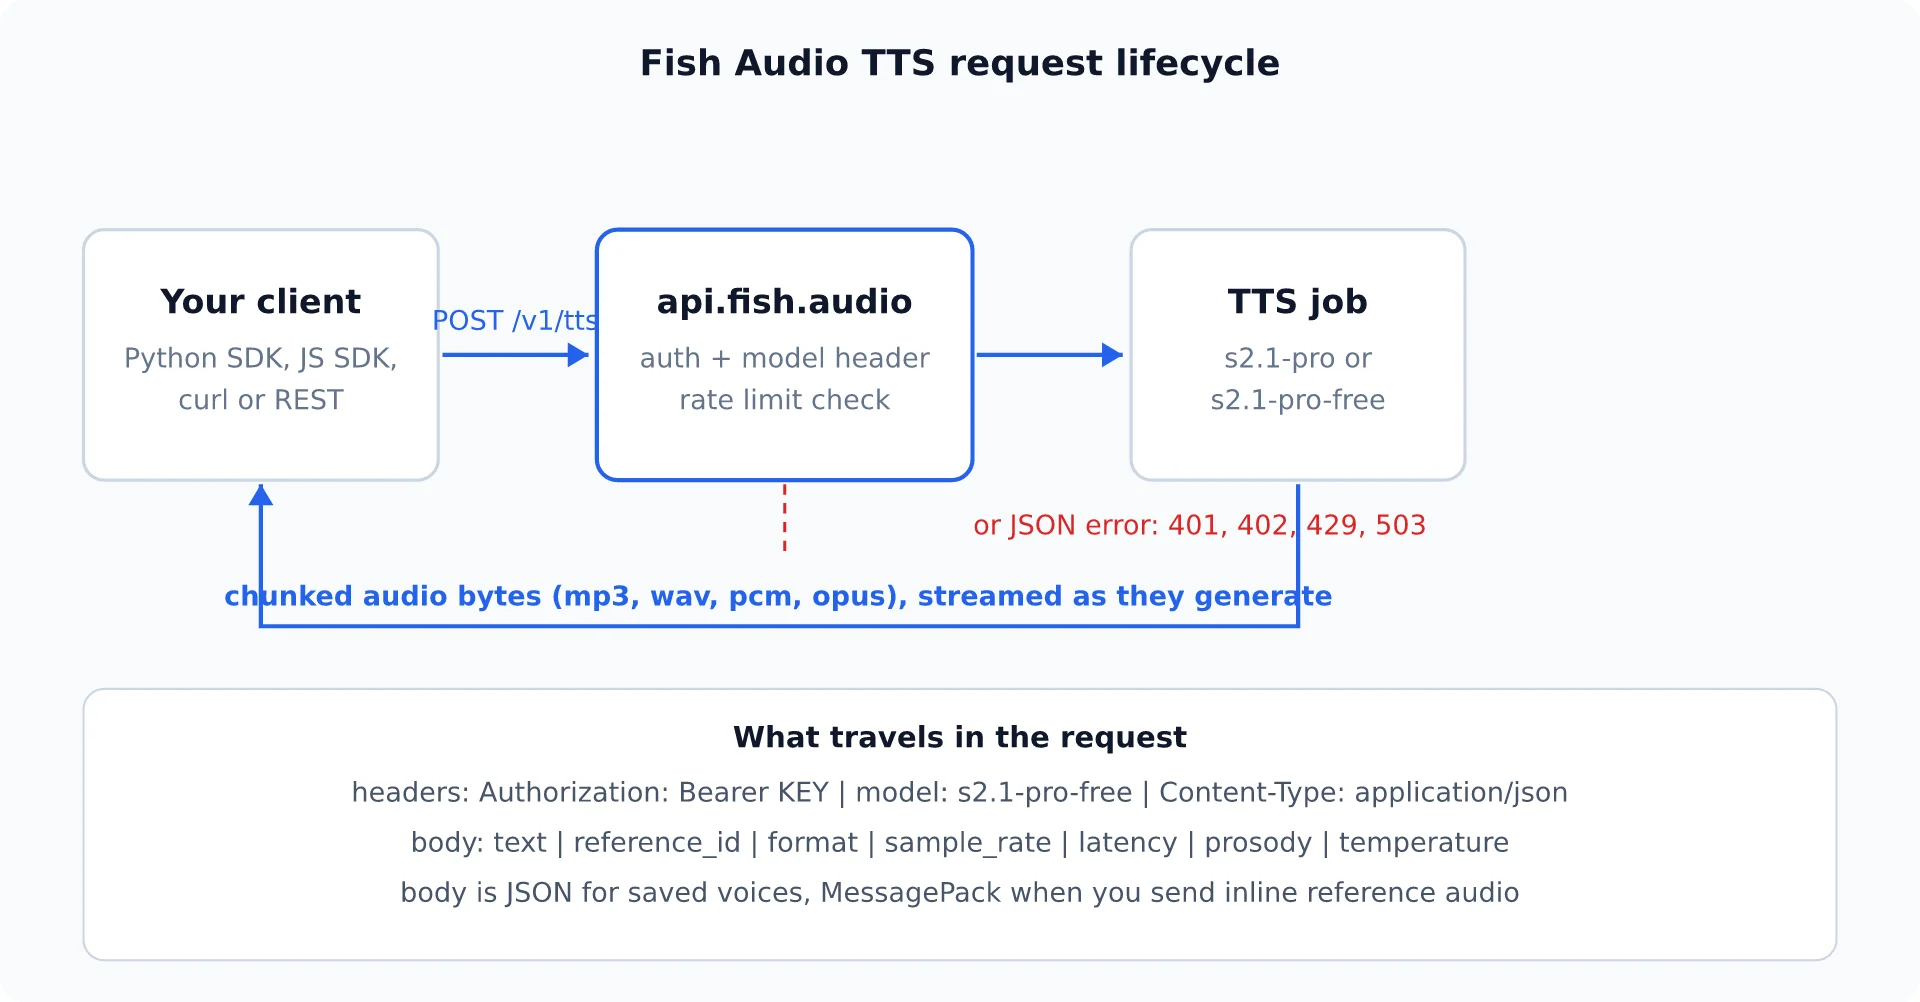 Fish Audio TTS request lifecycle
Your client
Python SDK, JS SDK,
curl or REST
POST /v1/tts
api.fish.audio
auth + model header
rate limit check
TTS job
s2.1-pro or
s2.1-pro-free
or JSON error: 401, 402, 429, 503
chunked audio bytes (mp3, wav, pcm, opus), streamed as they generate
What travels in the request
headers: Authorization: Bearer KEY | model: s2.1-pro-free | Content-Type: application/json
body: text | reference_id | format | sample_rate | latency | prosody | temperature
body is JSON for saved voices, MessagePack when you send inline reference audio